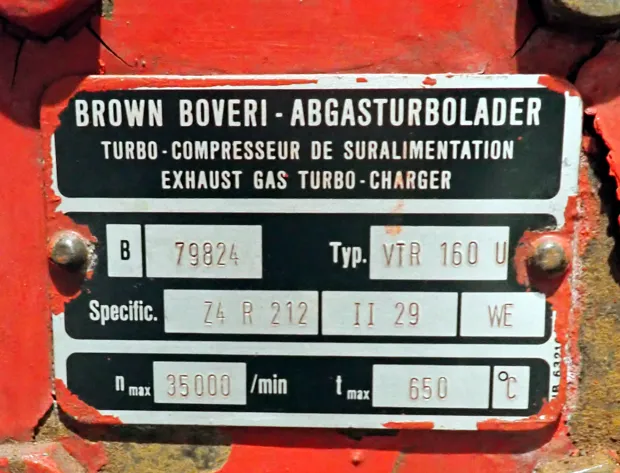 BROWN BOVERI - ABGASTURBOLADER
TURBO - COMPRESSEUR DE SURALIMENTATION
EXHAUST GAS TURBO - CHARGER
B 79824 Typ. VTR 160 U
Specific. Z4 R 212 II 29 WE
n max 35000 /min t max 650 °C